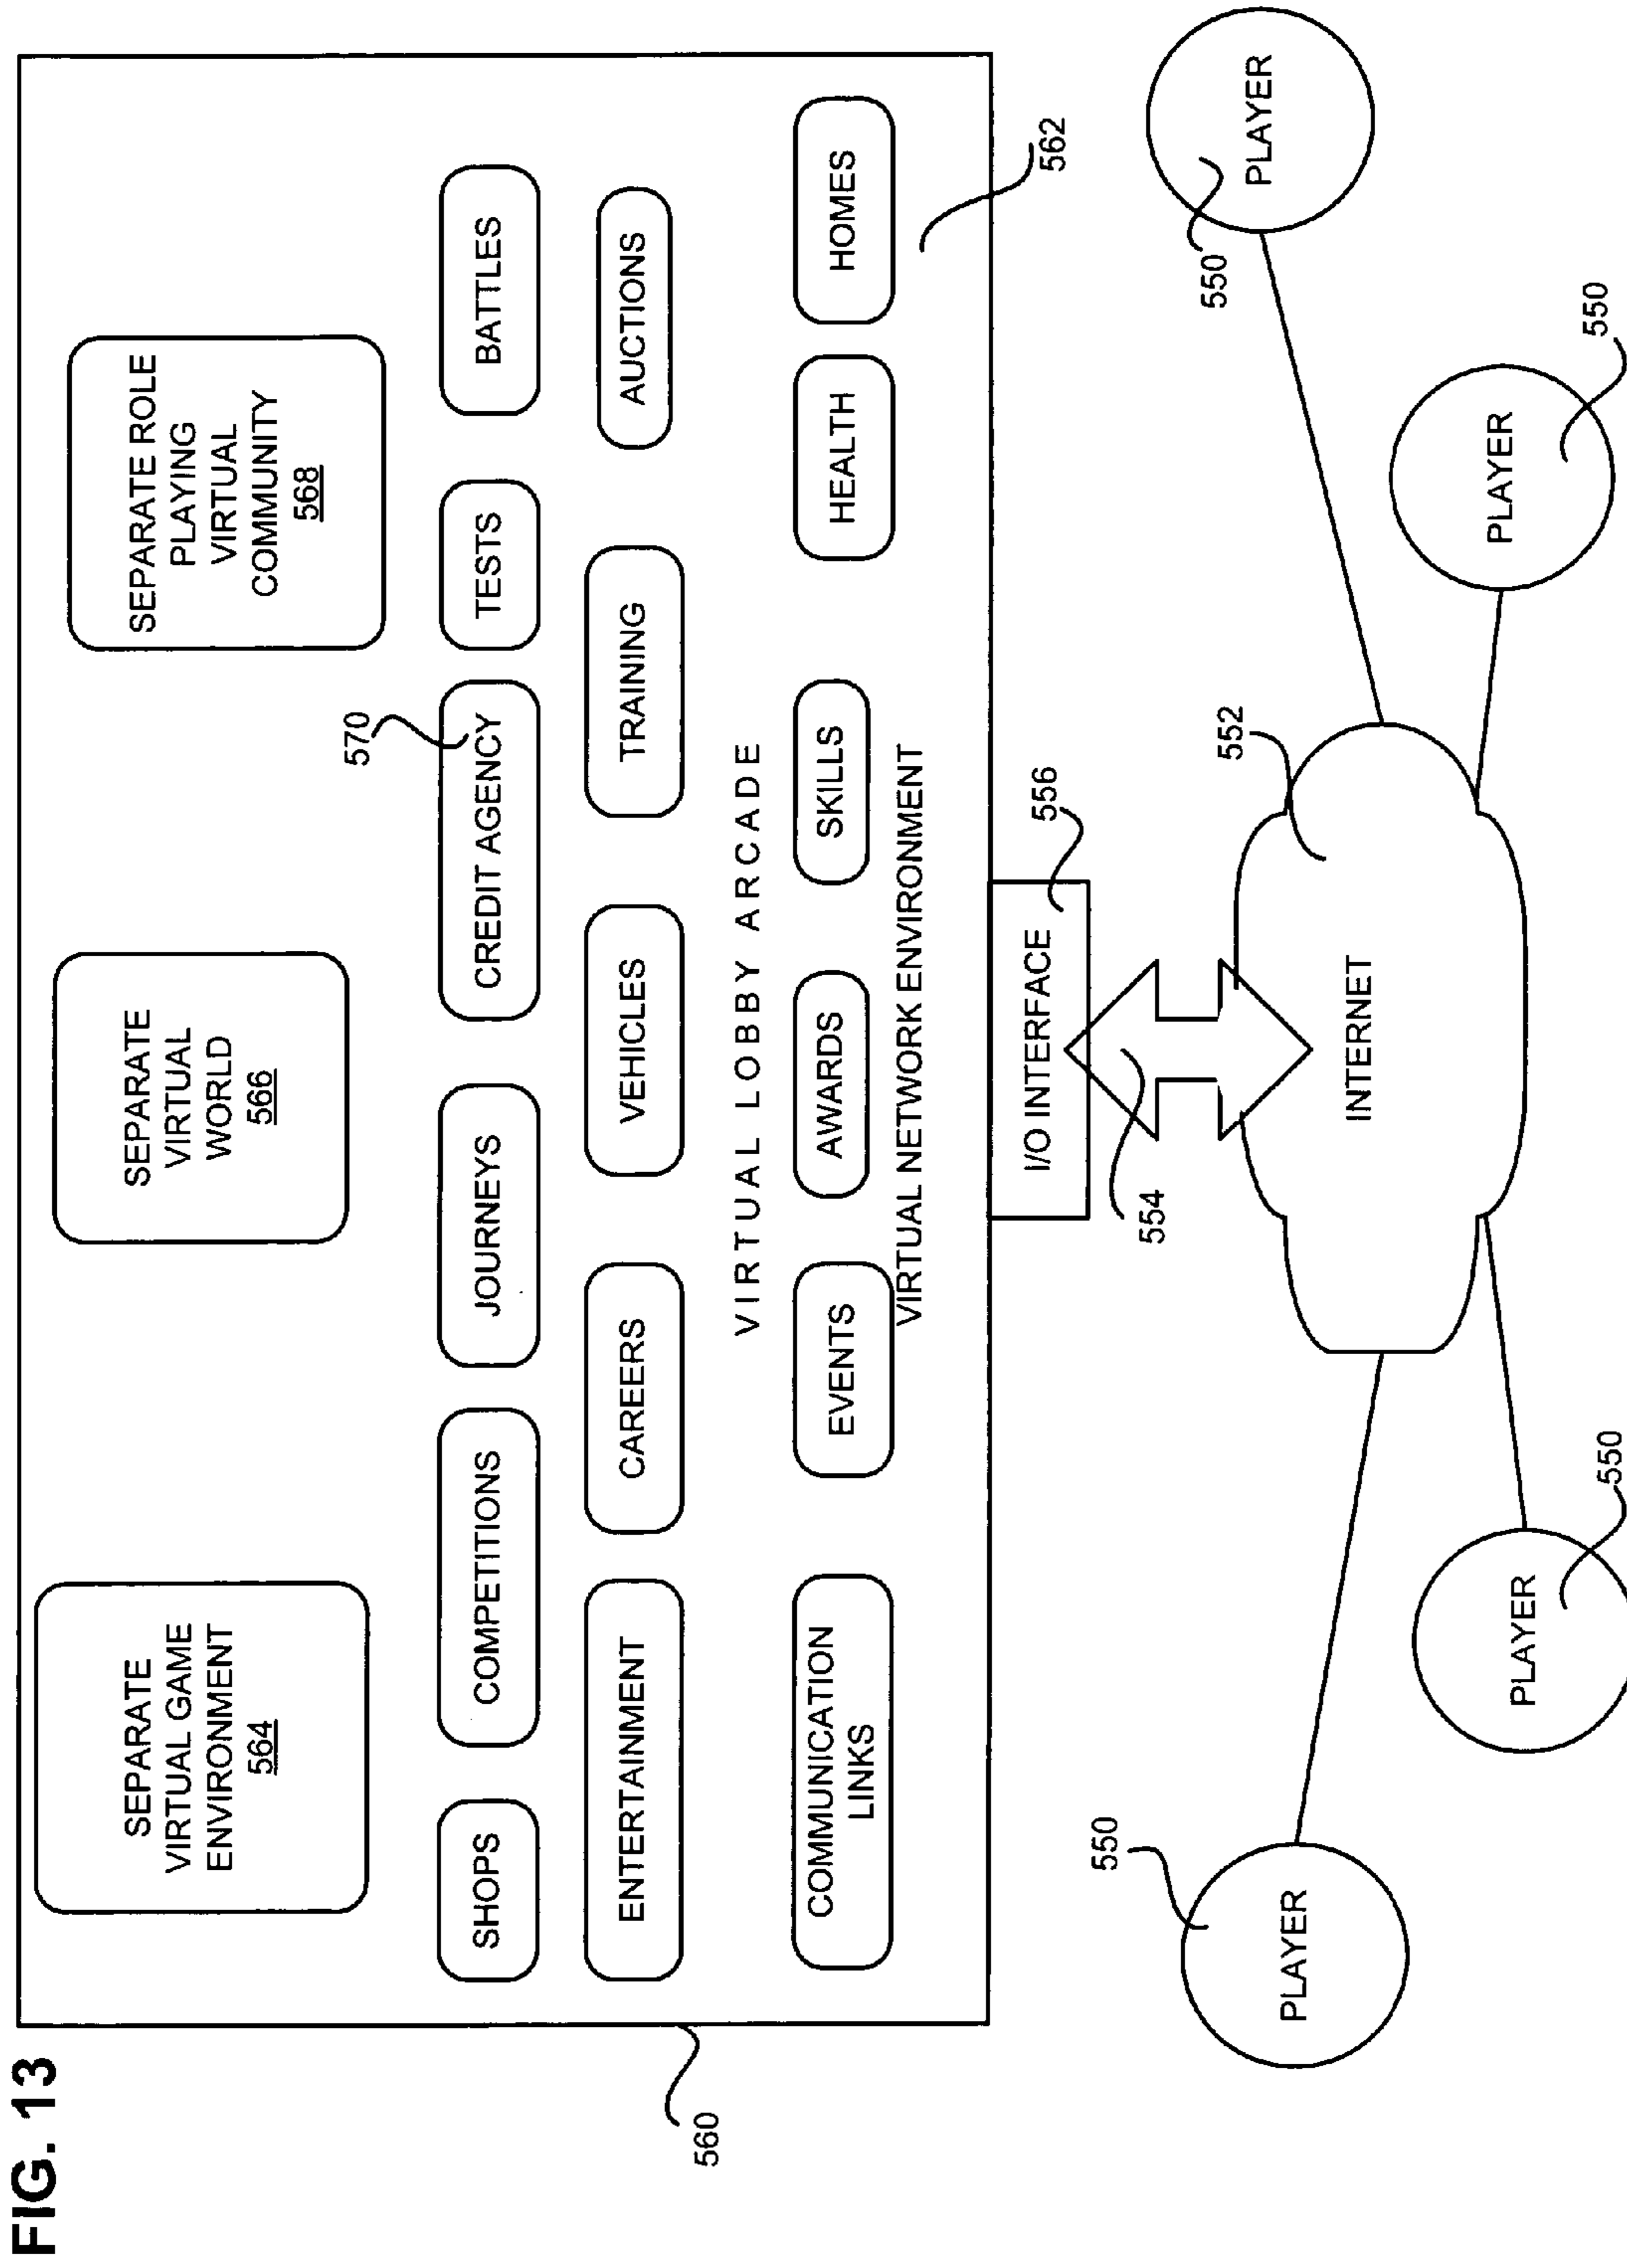 FIG. 13
SEPARATE
VIRTUAL GAME
ENVIRONMENT
564
SEPARATE
VIRTUAL
WORLD
566
SEPARATE ROLE
PLAYING
VIRTUAL
COMMUNITY
568
570
SHOPS
COMPETITIONS
JOURNEYS
CREDIT AGENCY
TESTS
BATTLES
ENTERTAINMENT
CAREERS
VEHICLES
TRAINING
AUCTIONS
VIRTUAL LOBBY ARCADE
COMMUNICATION
LINKS
EVENTS
AWARDS
SKILLS
HEALTH
HOMES
VIRTUAL NETWORK ENVIRONMENT
560
562
I/O INTERFACE
556
554
552
INTERNET
550
PLAYER
550
PLAYER
550
PLAYER
550
PLAYER